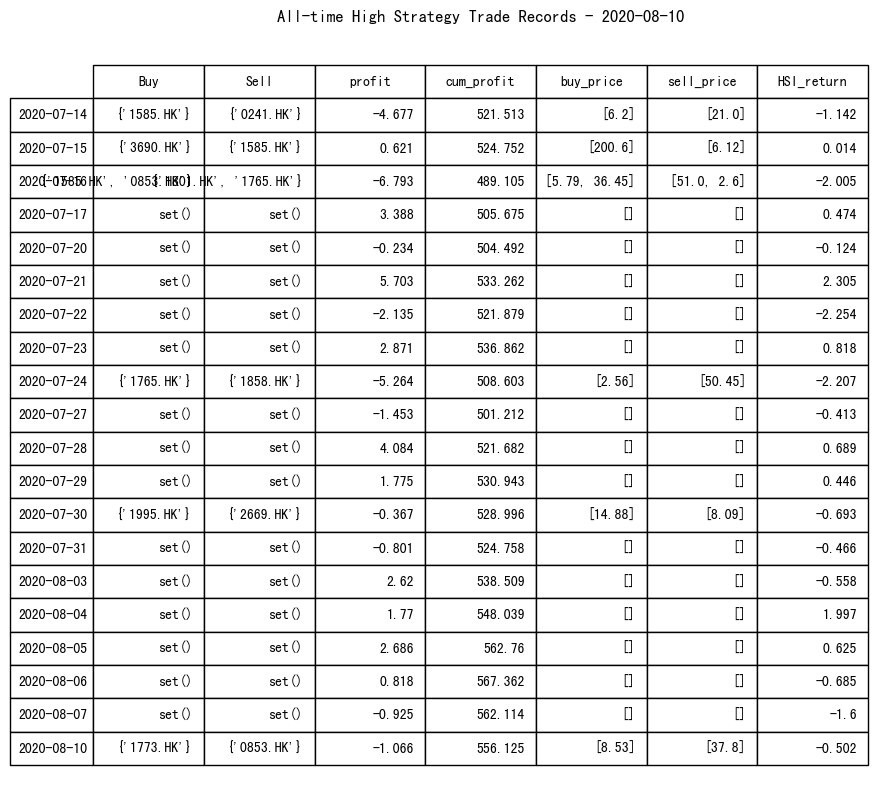 All-time High Strategy Trade Records - 2020-08-10
Buy Sell profit cum_profit buy_price sell_price HSI_return
2020-07-14 {'1585.HK'} {'0241.HK'} -4.677 521.513 [6.2] [21.0] -1.142
2020-07-15 {'3690.HK'} {'1585.HK'} 0.621 524.752 [200.6] [6.12] 0.014
'1765.HK'} -6.793 489.105 [5.79, 36.45] [51.0, 2.6] -2.005
2020-07-17 set() set() 3.388 505.675 [] [] 0.474
2020-07-20 set() set() -0.234 504.492 [] [] -0.124
2020-07-21 set() set() 5.703 533.262 [] [] 2.305
2020-07-22 set() set() -2.135 521.879 [] [] -2.254
2020-07-23 set() set() 2.871 536.862 [] [] 0.818
2020-07-24 {'1765.HK'} {'1858.HK'} -5.264 508.603 [2.56] [50.45] -2.207
2020-07-27 set() set() -1.453 501.212 [] [] -0.413
2020-07-28 set() set() 4.084 521.682 [] [] 0.689
2020-07-29 set() set() 1.775 530.943 [] [] 0.446
2020-07-30 {'1995.HK'} {'2669.HK'} -0.367 528.996 [14.88] [8.09] -0.693
2020-07-31 set() set() -0.801 524.758 [] [] -0.466
2020-08-03 set() set() 2.62 538.509 [] [] -0.558
2020-08-04 set() set() 1.77 548.039 [] [] 1.997
2020-08-05 set() set() 2.686 562.76 [] [] 0.625
2020-08-06 set() set() 0.818 567.362 [] [] -0.685
2020-08-07 set() set() -0.925 562.114 [] [] -1.6
2020-08-10 {'1773.HK'} {'0853.HK'} -1.066 556.125 [8.53] [37.8] -0.502